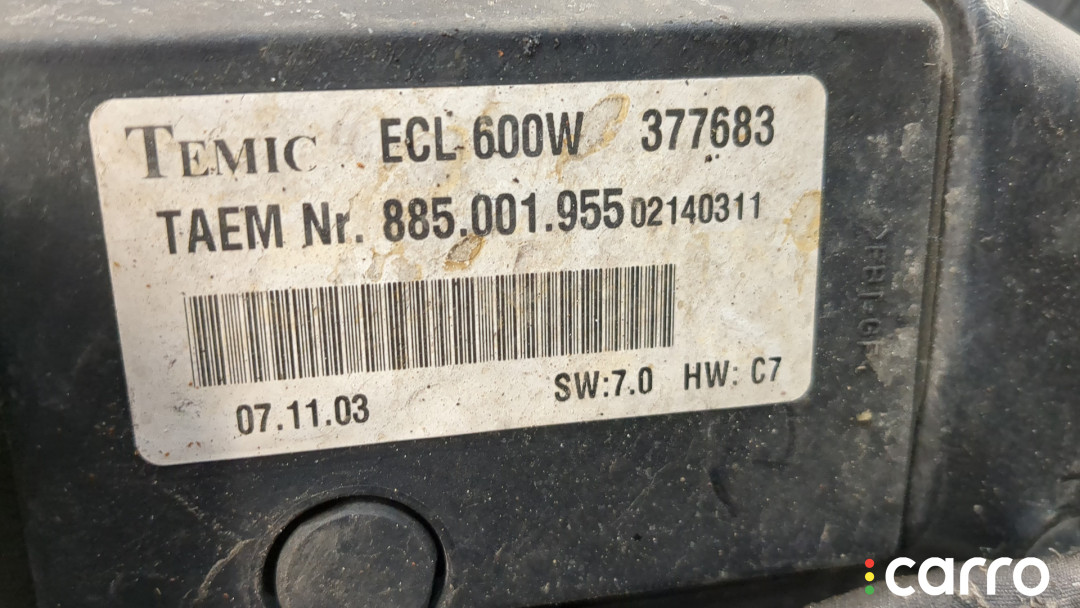 TEMIC ECL 600W 377683
TAEM Nr. 885.001.955 02140311
07.11.03 SW:7.0 HW: C7
carro